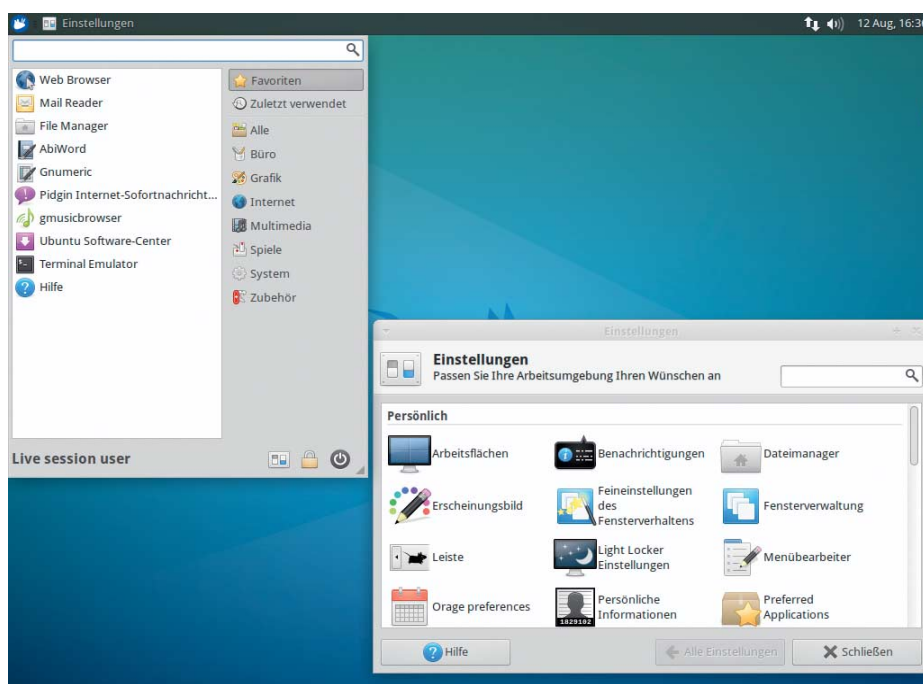 Einstellungen
12 Aug, 16:30
Web Browser
Mail Reader
File Manager
AbiWord
Gnumeric
Pidgin Internet-Sofortnachricht...
gmusicbrowser
Ubuntu Software-Center
Terminal Emulator
Hilfe
Favoriten
Zuletzt verwendet
Alle
Büro
Grafik
Internet
Multimedia
Spiele
System
Zubehör
Live session user
Einstellungen
Einstellungen
Passen Sie Ihre Arbeitsumgebung Ihren Wünschen an
Persönlich
Arbeitsflächen
Benachrichtigungen
Dateimanager
Erscheinungsbild
Feineinstellungen
des
Fensterverhaltens
Fensterverwaltung
Leiste
Light Locker
Einstellungen
Menübearbeiter
Orage preferences
Persönliche
Informationen
1829182
Preferred
Applications
Hilfe
Alle Einstellungen
Schließen